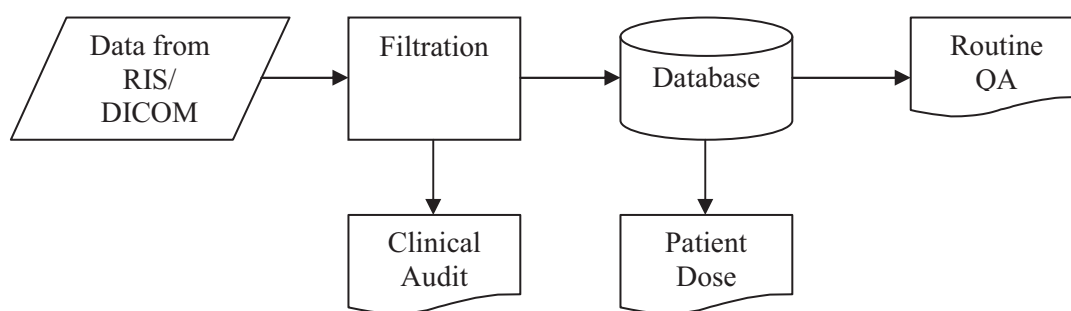 Data from
RIS/
DICOM
Filtration
Database
Routine
QA
Clinical
Audit
Patient
Dose